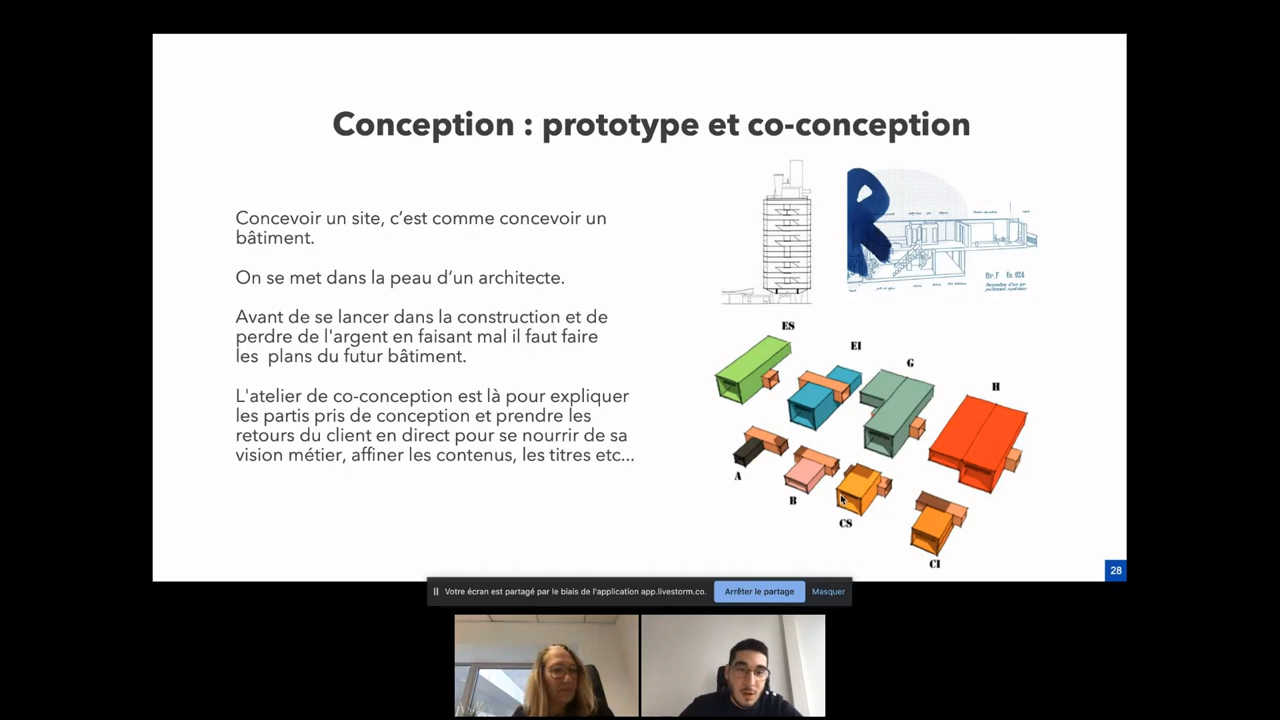 Conception : prototype et co-conception
Concevoir un site, c’est comme concevoir un
bâtiment.
On se met dans la peau d’un architecte.
Avant de se lancer dans la construction et de
perdre de l'argent en faisant mal il faut faire
les  plans du futur bâtiment.
L'atelier de co-conception est là pour expliquer
les partis pris de conception et prendre les
retours du client en direct pour se nourrir de sa
vision métier, affiner les contenus, les titres etc...
R
ES
EI
G
H
A
B
CS
CI
28
Votre écran est partagé par le biais de l'application app.livestorm.co.
Arrêter le partage
Masquer